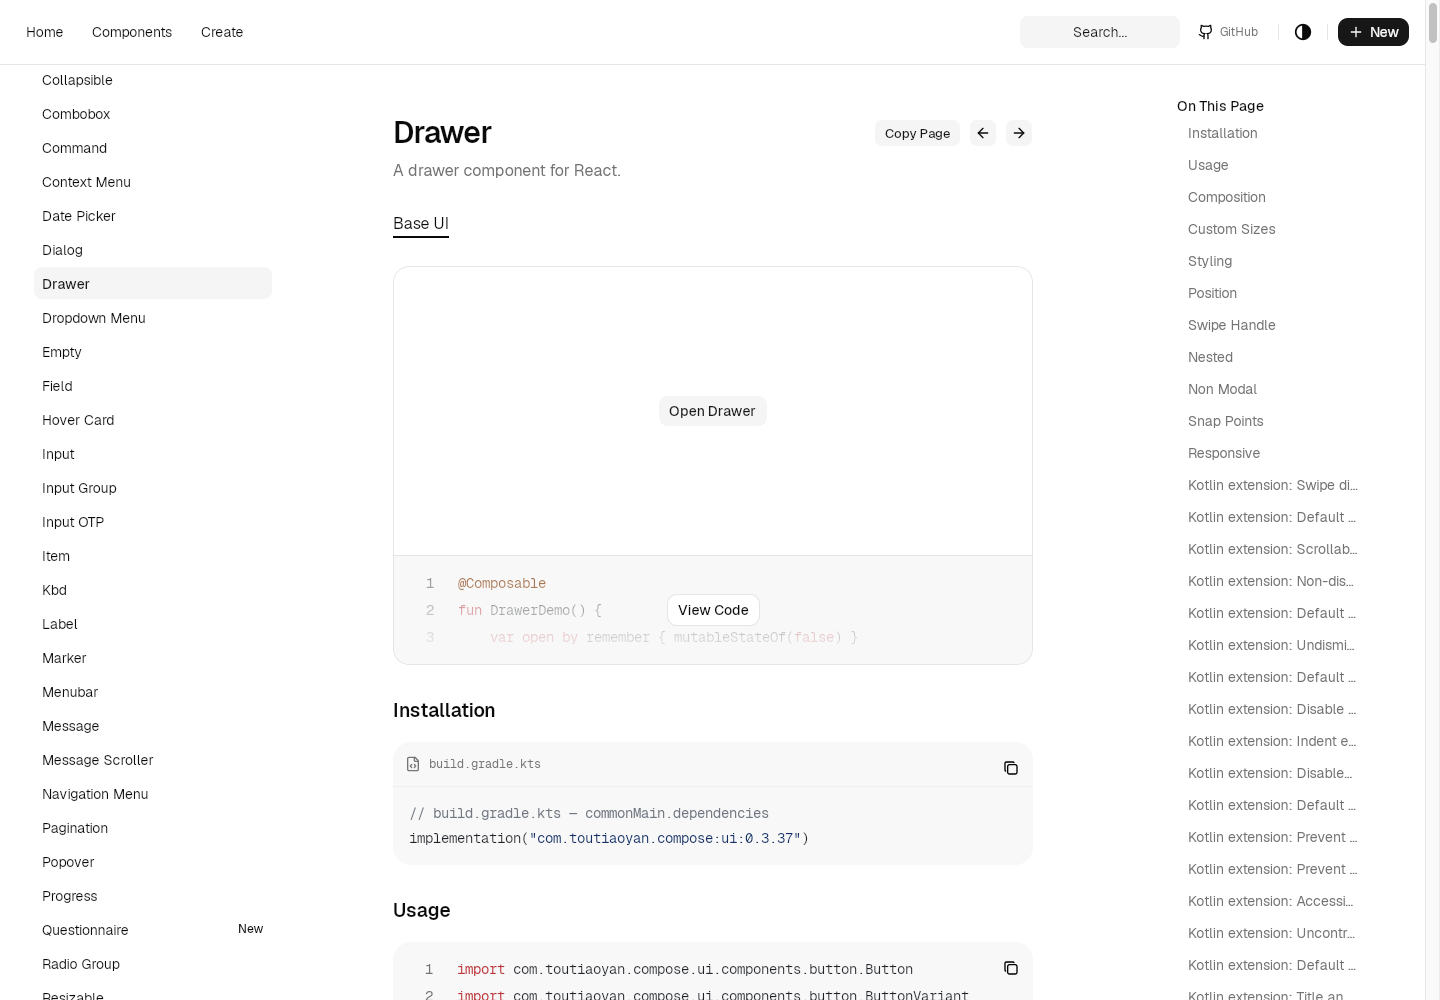 Home
Components
Create
Search...
GitHub
New
Collapsible
Combobox
Command
Context Menu
Date Picker
Dialog
Drawer
Dropdown Menu
Empty
Field
Hover Card
Input
Input Group
Input OTP
Item
Kbd
Label
Marker
Menubar
Message
Message Scroller
Navigation Menu
Pagination
Popover
Progress
Questionnaire New
Radio Group
Resizable
Drawer
Copy Page
A drawer component for React.
Base UI
Open Drawer
1 @Composable
2 fun DrawerDemo() {
View Code
3 var open by remember { mutableStateOf(false) }
Installation
build.gradle.kts
// build.gradle.kts — commonMain.dependencies
implementation("com.toutiaoyan.compose:ui:0.3.37")
Usage
1 import com.toutiaoyan.compose.ui.components.button.Button
2 import com.toutiaoyan.compose.ui.components.button.ButtonVariant
On This Page
Installation
Usage
Composition
Custom Sizes
Styling
Position
Swipe Handle
Nested
Non Modal
Snap Points
Responsive
Kotlin extension: Swipe di...
Kotlin extension: Default ...
Kotlin extension: Scrollab...
Kotlin extension: Non-dis...
Kotlin extension: Default ...
Kotlin extension: Undismi...
Kotlin extension: Default ...
Kotlin extension: Disable ...
Kotlin extension: Indent e...
Kotlin extension: Disable...
Kotlin extension: Default ...
Kotlin extension: Prevent ...
Kotlin extension: Prevent ...
Kotlin extension: Accessi...
Kotlin extension: Uncontr...
Kotlin extension: Default ...
Kotlin extension: Title an...